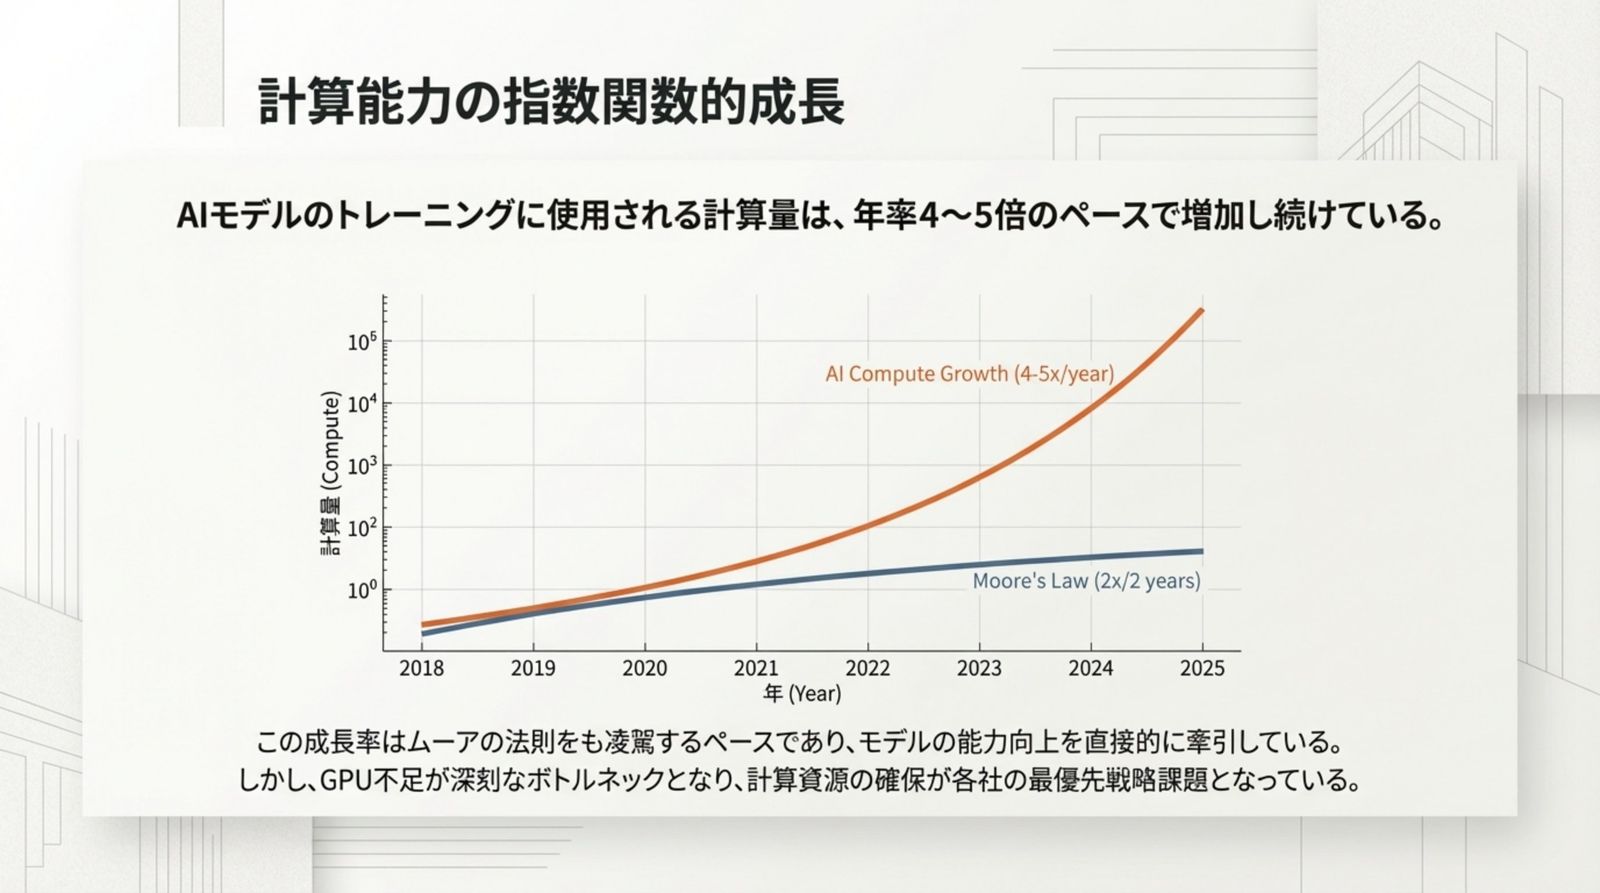 計算能力の指数関数的成長
AIモデルのトレーニングに使用される計算量は、年率4〜5倍のペースで増加し続けている。
計算量 (Compute)
10⁶
10⁴
10³
10²
10⁰
AI Compute Growth (4-5x/year)
Moore's Law (2x/2 years)
2018 2019 2020 2021 2022 2023 2024 2025
年 (Year)
この成長率はムーアの法則をも凌駕するペースであり、モデルの能力向上を直接的に牽引している。
しかし、GPU不足が深刻なボトルネックとなり、計算資源の確保が各社の最優先戦略課題となっている。